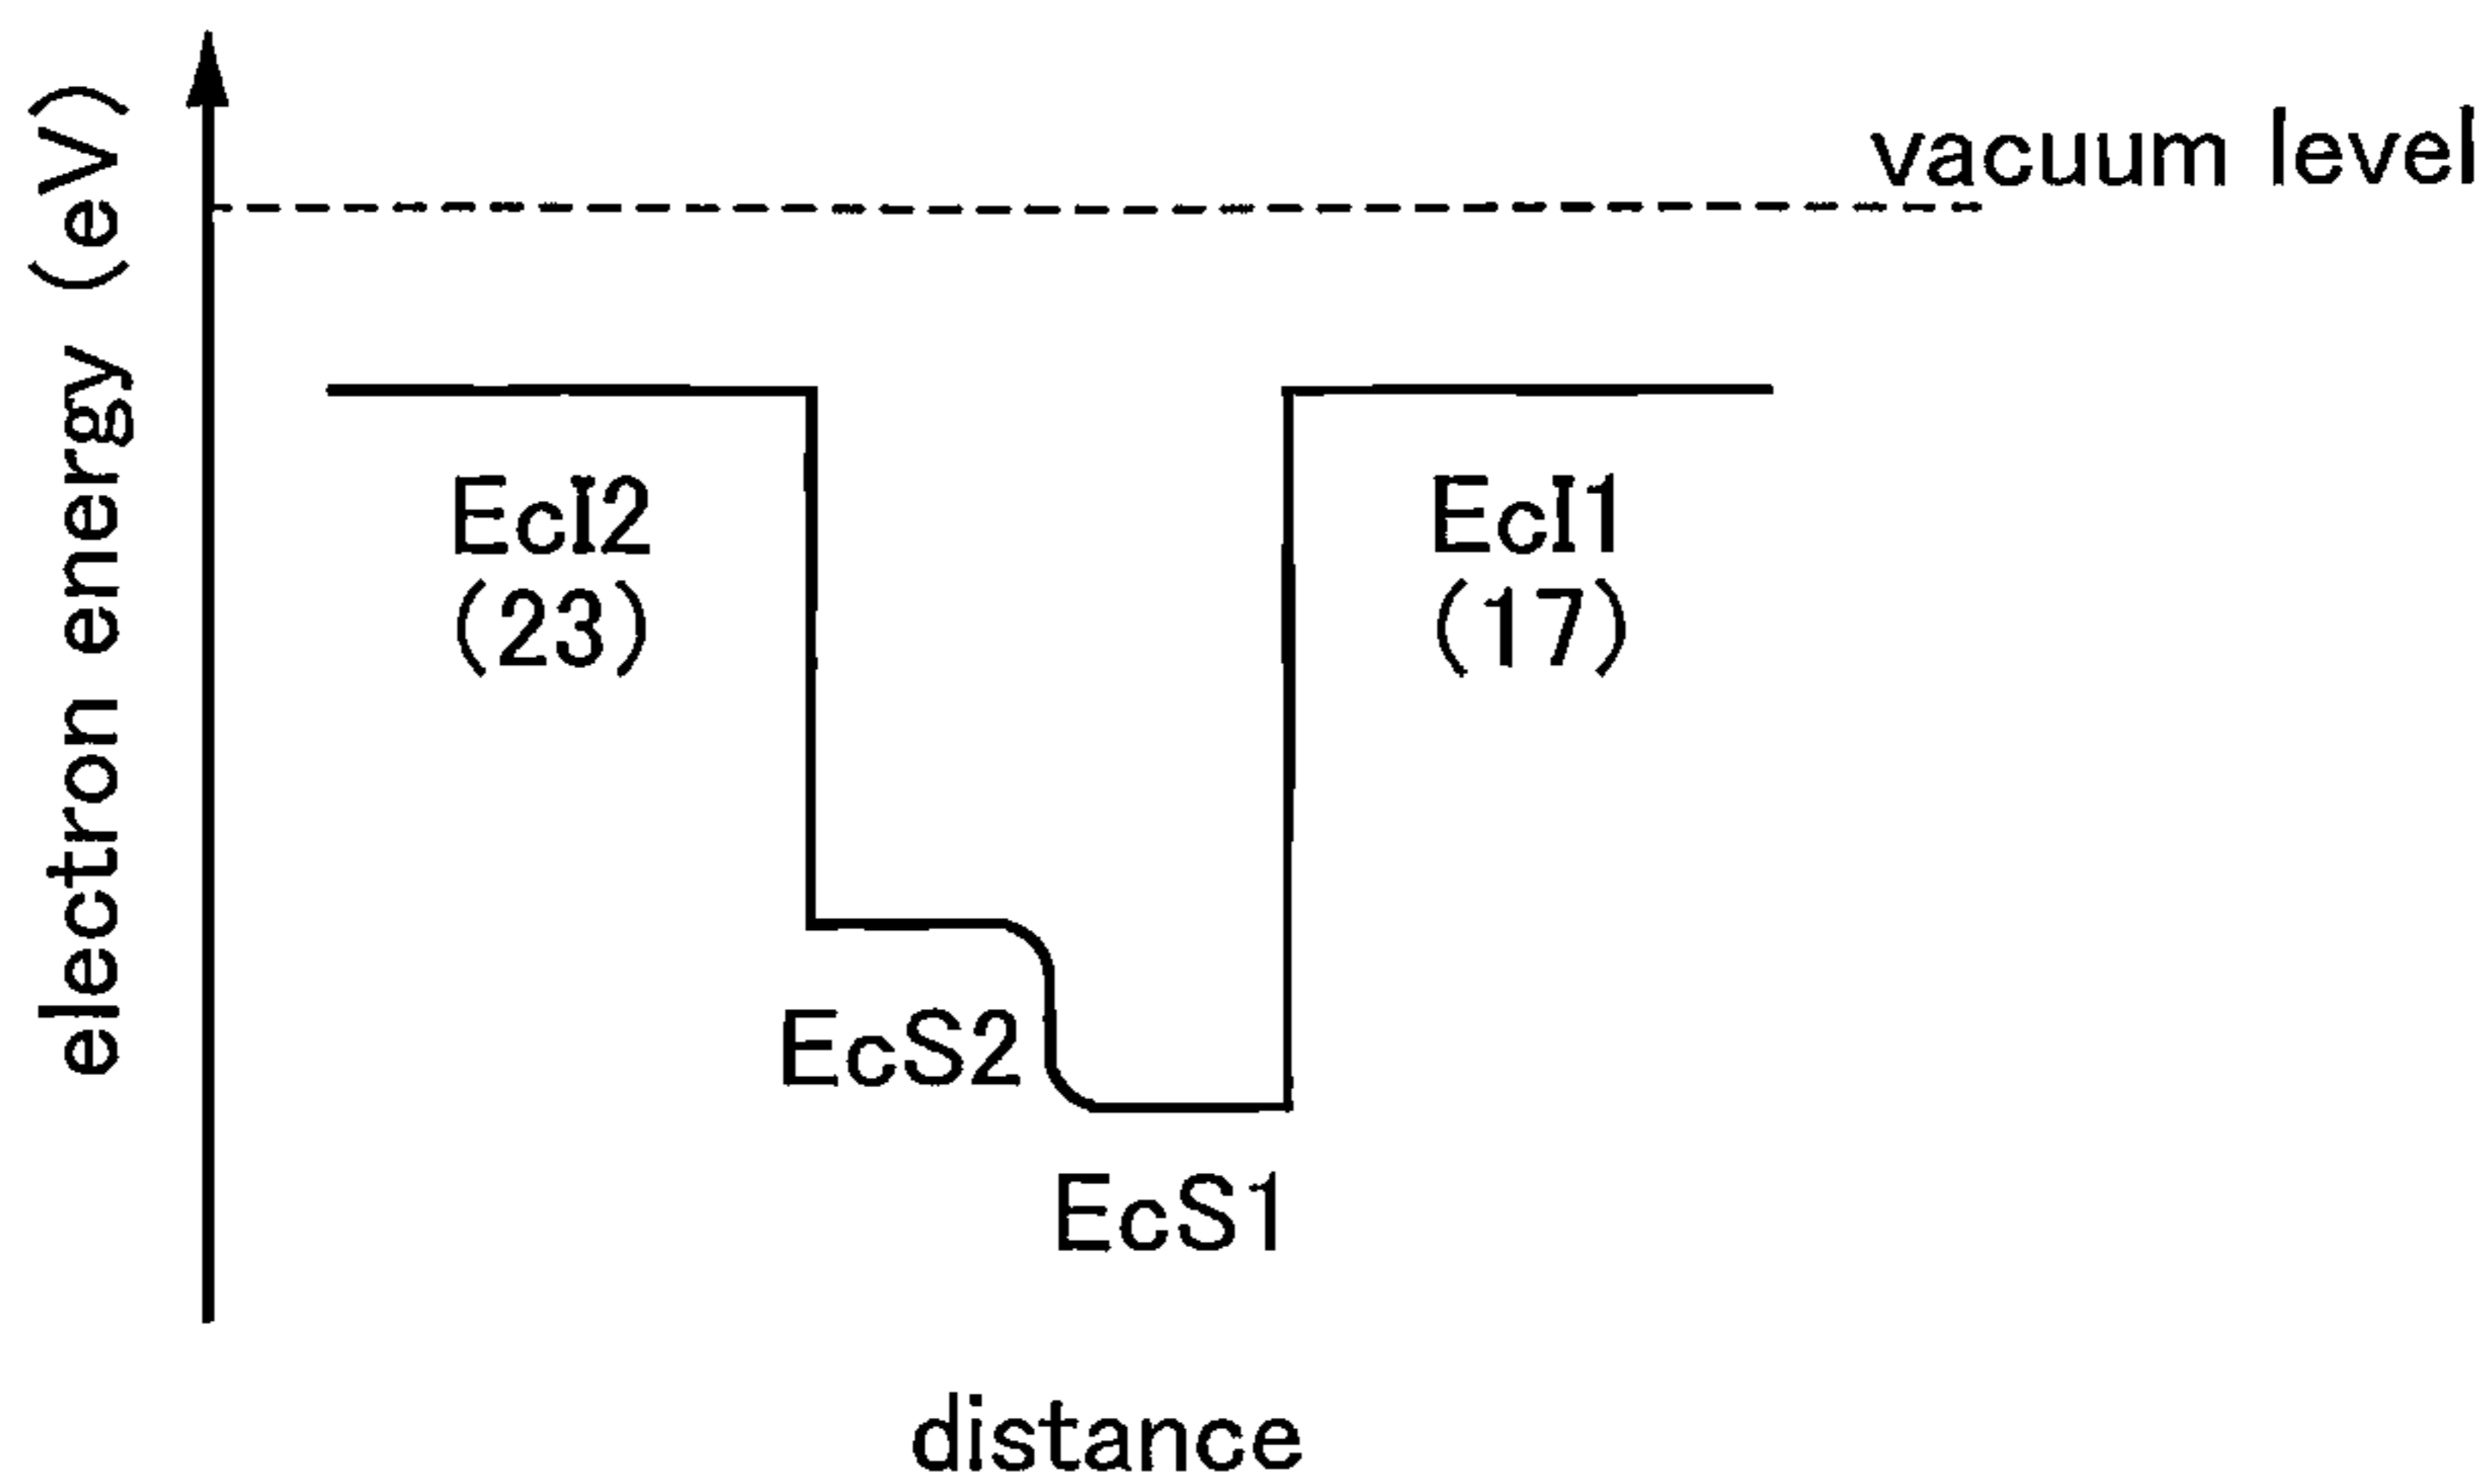 electron energy (eV)
vacuum level
EcI2
(23)
EcI1
(17)
EcS2
EcS1
distance